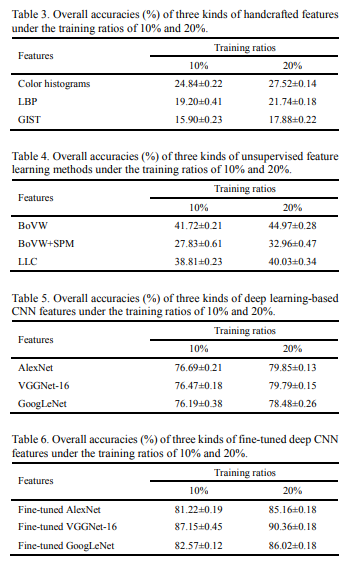 Table 3. Overall accuracies (%) of three kinds of handcrafted features
under the training ratios of 10% and 20%.
Features
Training ratios
10% 20%
Color histograms 24.84±0.22 27.52±0.14
LBP 19.20±0.41 21.74±0.18
GIST 15.90±0.23 17.88±0.22
Table 4. Overall accuracies (%) of three kinds of unsupervised feature
learning methods under the training ratios of 10% and 20%.
Features
Training ratios
10% 20%
BoVW 41.72±0.21 44.97±0.28
BoVW+SPM 27.83±0.61 32.96±0.47
LLC 38.81±0.23 40.03±0.34
Table 5. Overall accuracies (%) of three kinds of deep learning-based
CNN features under the training ratios of 10% and 20%.
Features
Training ratios
10% 20%
AlexNet 76.69±0.21 79.85±0.13
VGGNet-16 76.47±0.18 79.79±0.15
GoogLeNet 76.19±0.38 78.48±0.26
Table 6. Overall accuracies (%) of three kinds of fine-tuned deep CNN
features under the training ratios of 10% and 20%.
Features
Training ratios
10% 20%
Fine-tuned AlexNet 81.22±0.19 85.16±0.18
Fine-tuned VGGNet-16 87.15±0.45 90.36±0.18
Fine-tuned GoogLeNet 82.57±0.12 86.02±0.18